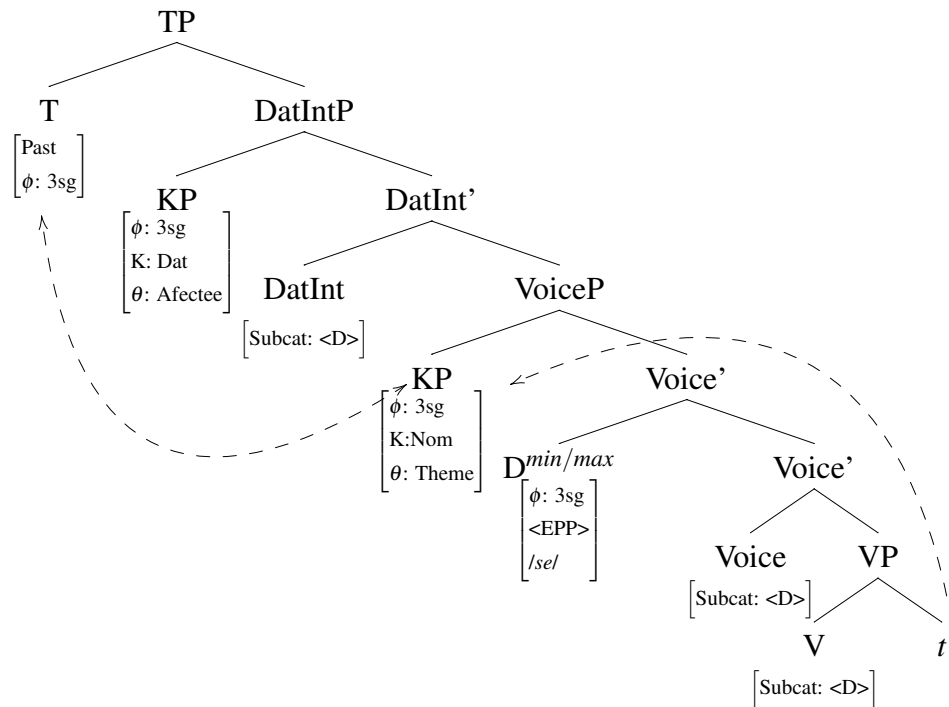 TP
T
DatIntP
Past
ϕ: 3sg
KP
DatInt’
ϕ: 3sg
K: Dat
θ: Afectee
DatInt
VoiceP
Subcat: <D>
KP
Voice’
ϕ: 3sg
K:Nom
θ: Theme
D^min/max
Voice’
ϕ: 3sg
<EPP>
/se/
Voice
VP
Subcat: <D>
V
t
Subcat: <D>